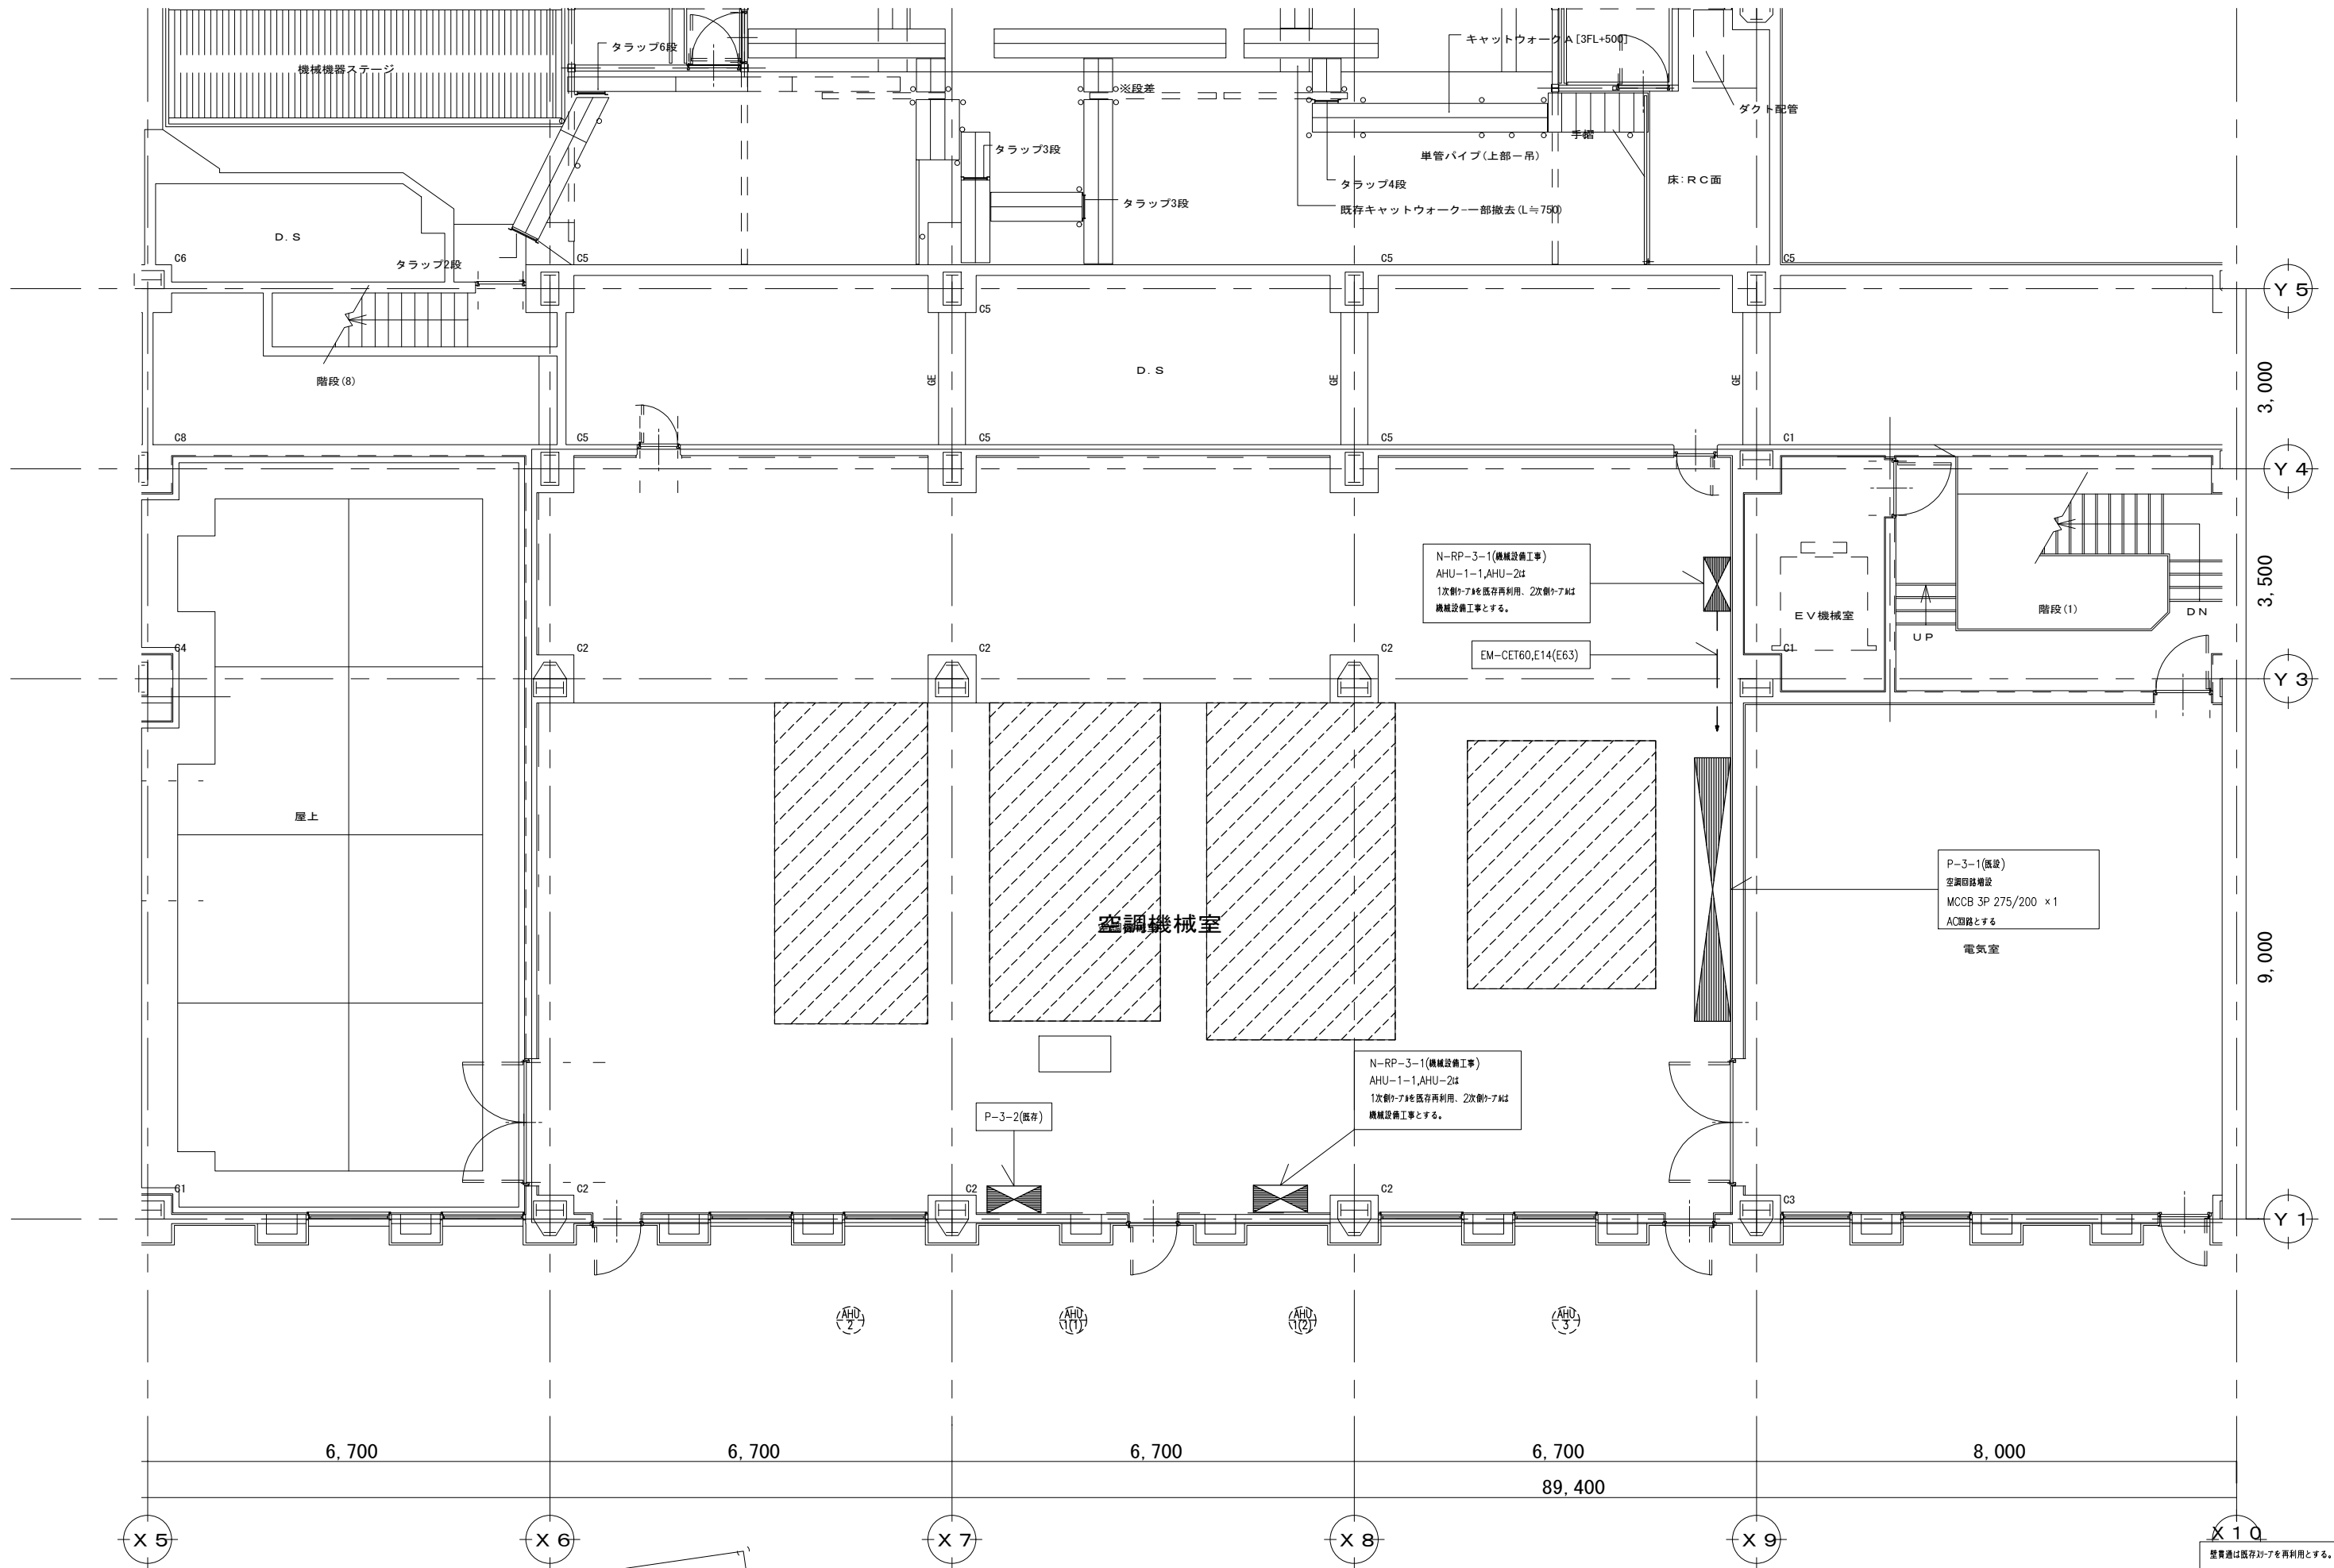 機械機器ステージ
タラップ6段
キャットウォークA[3FL+500]
※段差
ダクト配管
手摺
タラップ3段
単管パイプ(上部－吊)
床:RC面
タラップ4段
タラップ3段
既存キャットウォーク-一部撤去(L≒750)
D.S
タラップ2段
C6
C5
C5
C5
Y5
C5
階段(8)
GE
D.S
GE
GE
3,000
C8
C5
C5
C5
C1
Y4
N-RP-3-1(機械設備工事)
AHU-1-1,AHU-2は
1次側ケーブルを既存再利用、2次側ケーブルは
機械設備工事とする。
3,500
EV機械室
階段(1)
DN
UP
C4
C2
C2
C2
EM-CET60,E14(E63)
C1
Y3
屋上
空調機械室
P-3-1(既設)
空調回路増設
MCCB 3P 275/200 ×1
AC回路とする
電気室
9,000
N-RP-3-1(機械設備工事)
AHU-1-1,AHU-2は
1次側ケーブルを既存再利用、2次側ケーブルは
機械設備工事とする。
P-3-2(既存)
C1
C2
C2
C2
C3
Y1
AHU
2
AHU
1(1)
AHU
1(2)
AHU
3
6,700
6,700
6,700
6,700
8,000
89,400
X5
X6
X7
X8
X9
X10
壁貫通は既存スリーブを再利用とする。